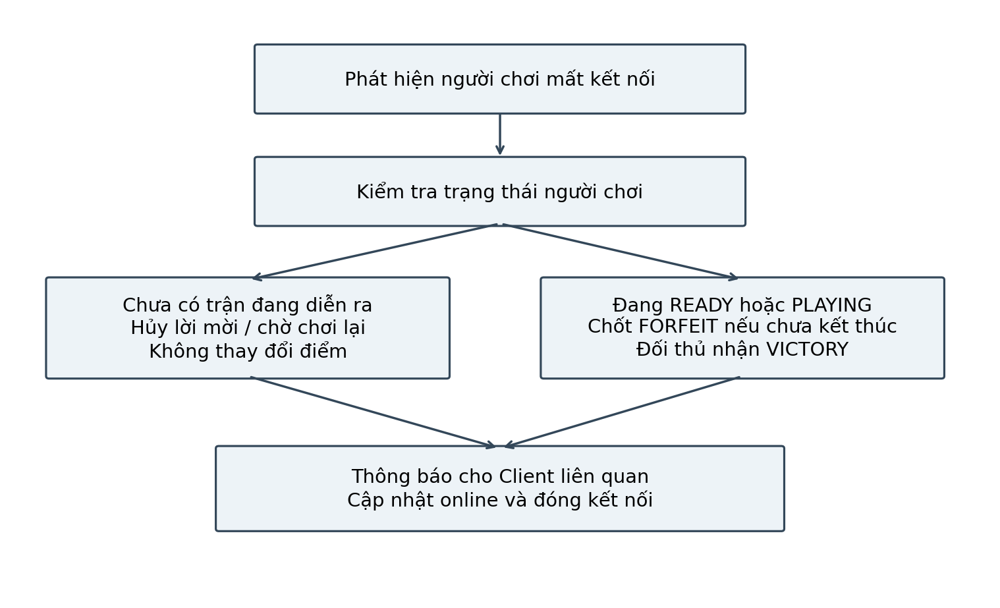 Phát hiện người chơi mất kết nối
Kiểm tra trạng thái người chơi
Chưa có trận đang diễn ra
Hủy lời mời / chờ chơi lại
Không thay đổi điểm
Đang READY hoặc PLAYING
Chốt FORFEIT nếu chưa kết thúc
Đối thủ nhận VICTORY
Thông báo cho Client liên quan
Cập nhật online và đóng kết nối